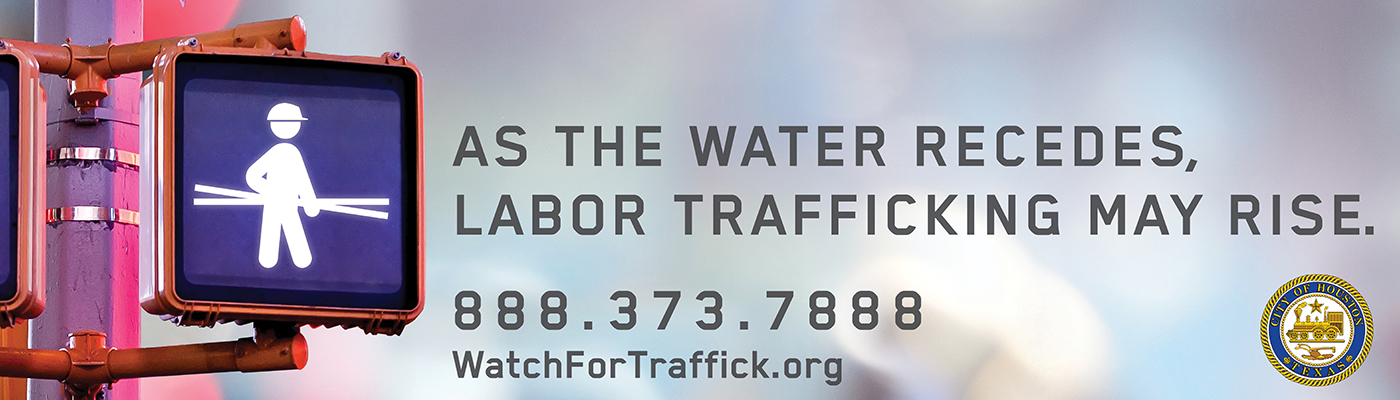 AS THE WATER RECEDES,
LABOR TRAFFICKING MAY RISE.
888.373.7888
WatchForTraffick.org
CITY OF HOUSTON
TEXAS